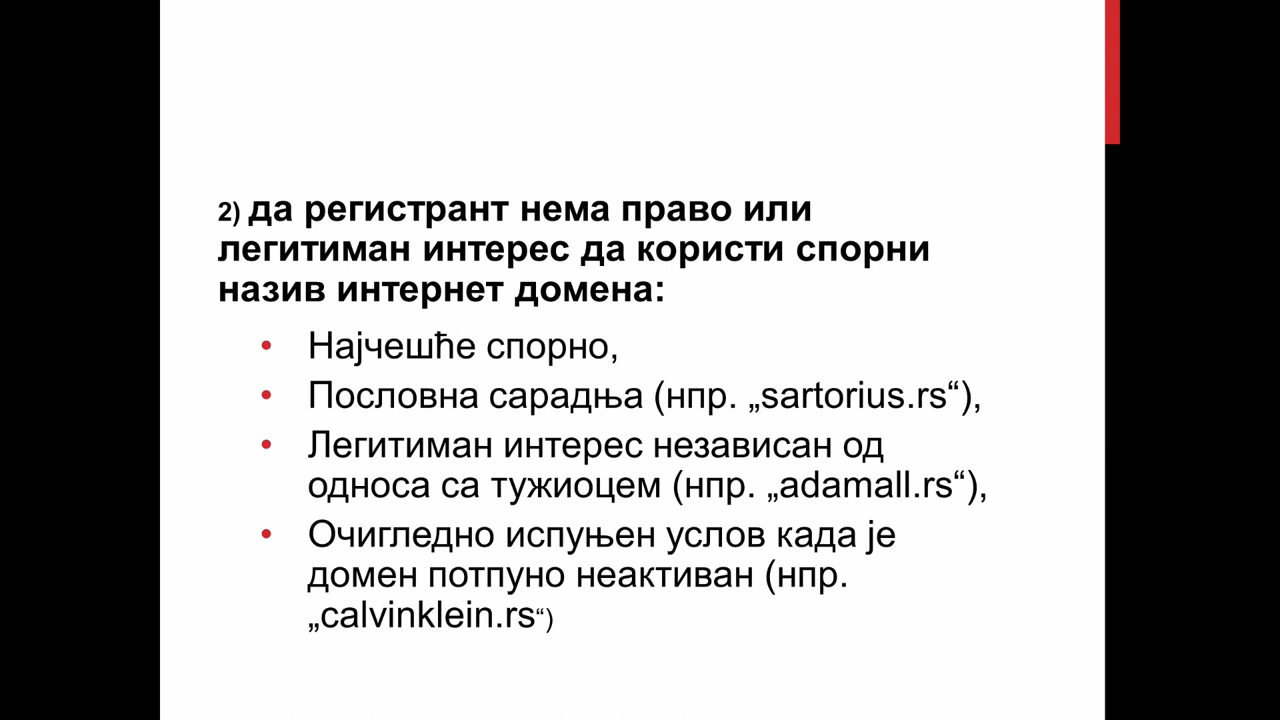 2) да регистрант нема право или
легитиман интерес да користи спорни
назив интернет домена:
• Најчешће спорно,
• Пословна сарадња (нпр. „sartorius.rs“),
• Легитиман интерес независан од
односа са тужиоцем (нпр. „adamall.rs“),
• Очигледно испуњен услов када је
домен потпуно неактиван (нпр.
„calvinklein.rs“)